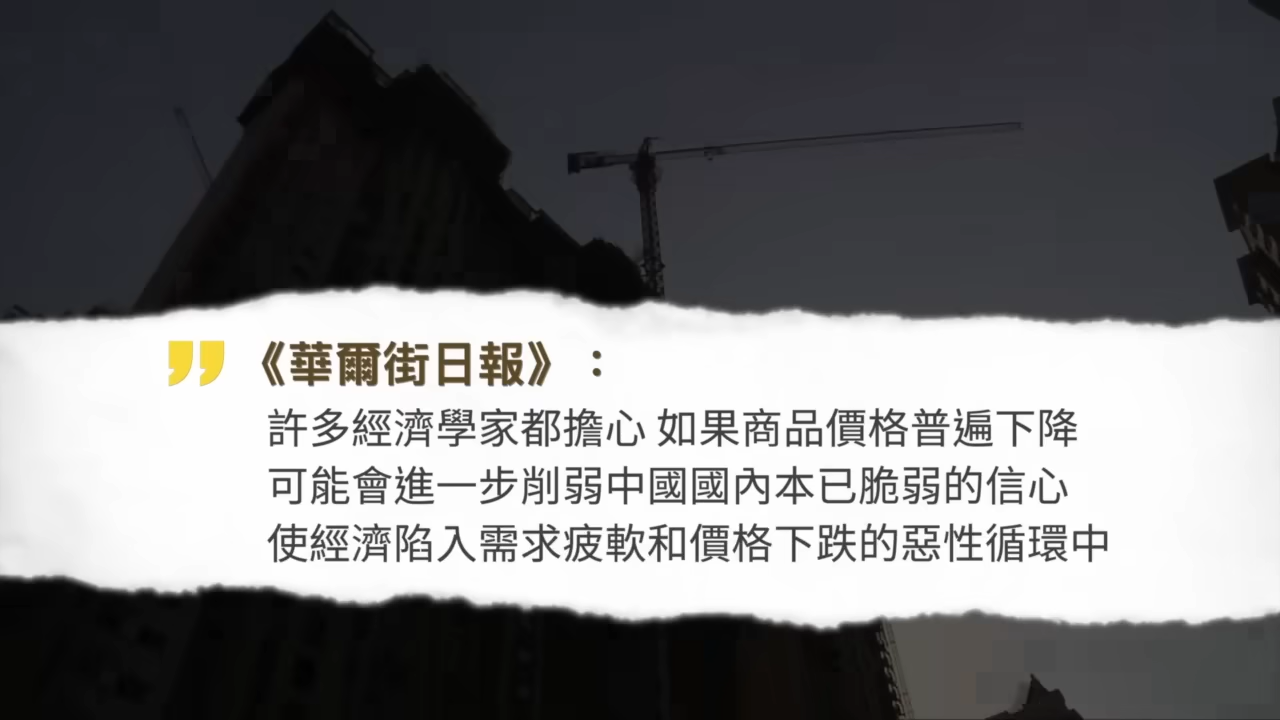 《華爾街日報》：
許多經濟學家都擔心 如果商品價格普遍下降
可能會進一步削弱中國國內本已脆弱的信心
使經濟陷入需求疲軟和價格下跌的惡性循環中